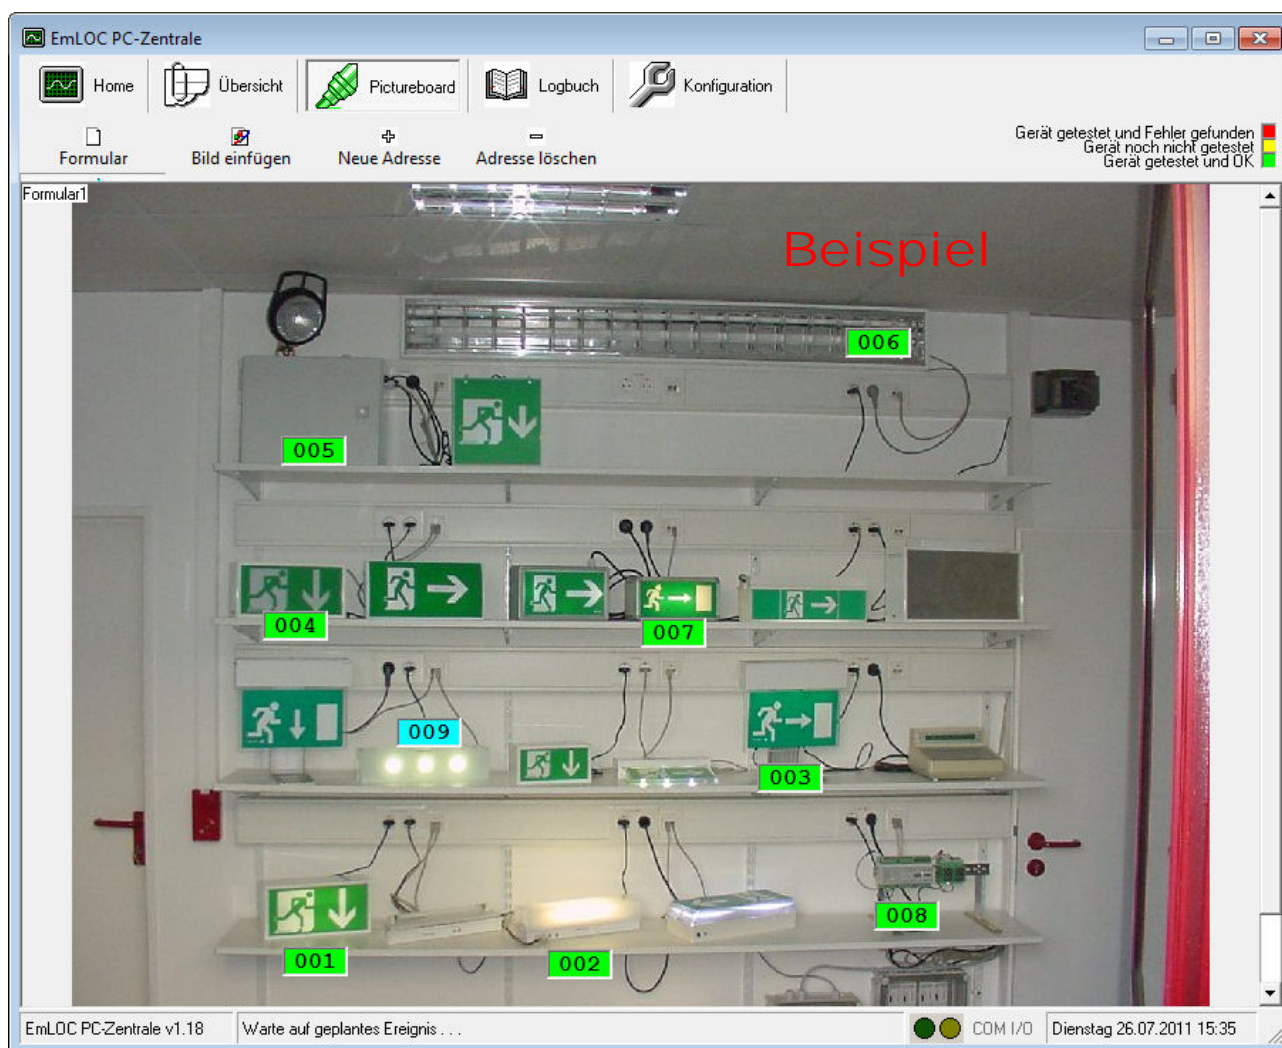 EmLOC PC-Zentrale
Home
Übersicht
Pictureboard
Logbuch
Konfiguration
Formular
Bild einfügen
Neue Adresse
Adresse löschen
Gerät getestet und Fehler gefunden
Gerät noch nicht getestet
Gerät getestet und OK
Formular1
Beispiel
006
005
004
007
009
003
008
001
002
EmLOC PC-Zentrale v1.18
Warte auf geplantes Ereignis . . .
COM I/O
Dienstag 26.07.2011 15:35